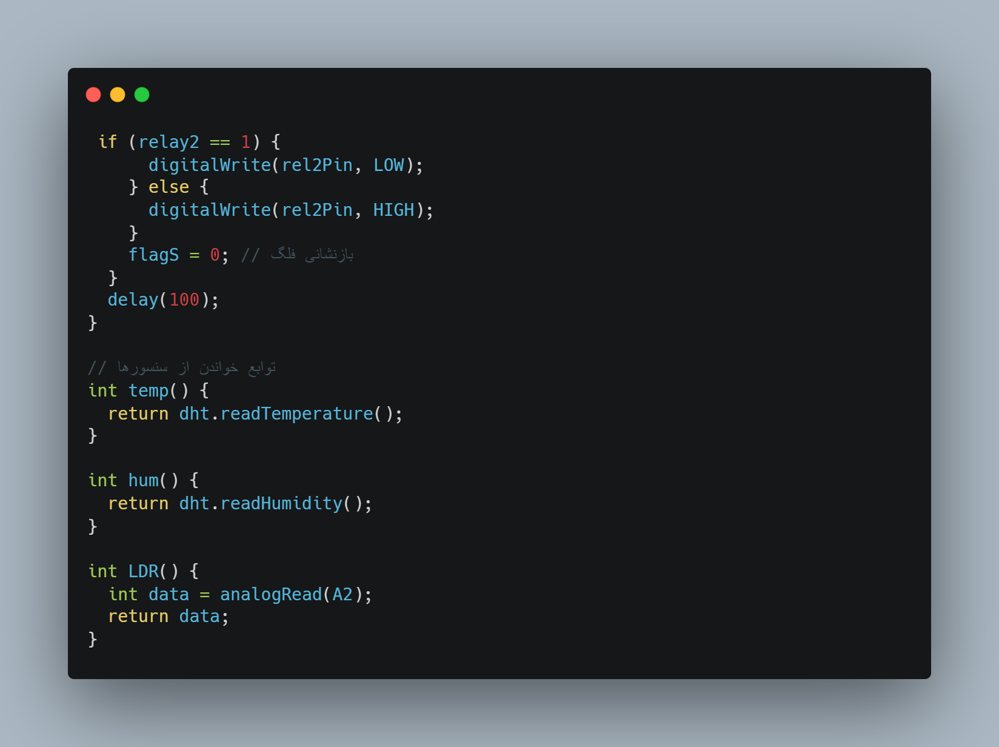 if (relay2 == 1) {
digitalWrite(rel2Pin, LOW);
} else {
digitalWrite(rel2Pin, HIGH);
}
flagS = 0; // بازنشانی فلگ
}
delay(100);
}
// توابع خواندن از سنسورها
int temp() {
return dht.readTemperature();
}
int hum() {
return dht.readHumidity();
}
int LDR() {
int data = analogRead(A2);
return data;
}